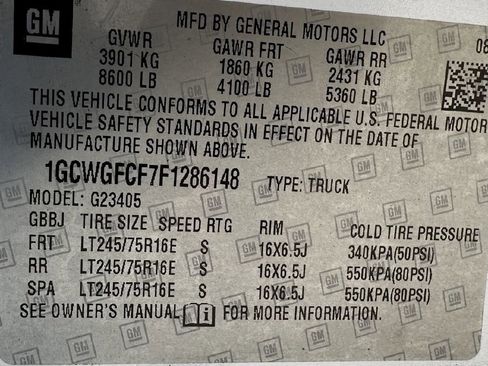 GM
MFD BY GENERAL MOTORS LLC
08
GVWR GAWR FRT GAWR RR
3901 KG 1860 KG 2431 KG
8600 LB 4100 LB 5360 LB
THIS VEHICLE CONFORMS TO ALL APPLICABLE U.S. FEDERAL MOTOR
VEHICLE SAFETY STANDARDS IN EFFECT ON THE DATE OF
MANUFACTURE SHOWN ABOVE.
1GCWGFCF7F1286148 TYPE: TRUCK
MODEL: G23405
GBBJ TIRE SIZE SPEED RTG RIM COLD TIRE PRESSURE
FRT LT245/75R16E S 16X6.5J 340KPA(50PSI)
RR LT245/75R16E S 16X6.5J 550KPA(80PSI)
SPA LT245/75R16E S 16X6.5J 550KPA(80PSI)
SEE OWNER'S MANUAL i FOR MORE INFORMATION.